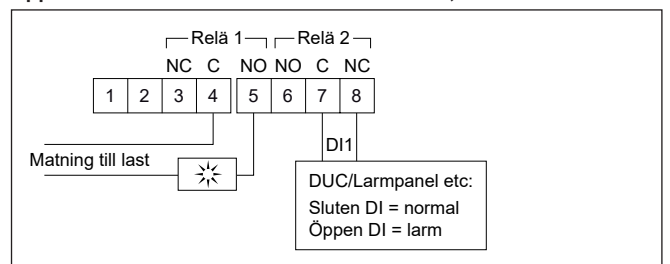 Relä 1 Relä 2
NC C NO NO C NC
1 2 3 4 5 6 7 8
DI1
Matning till last
DUC/Larmpanel etc:
Sluten DI = normal
Öppen DI = larm